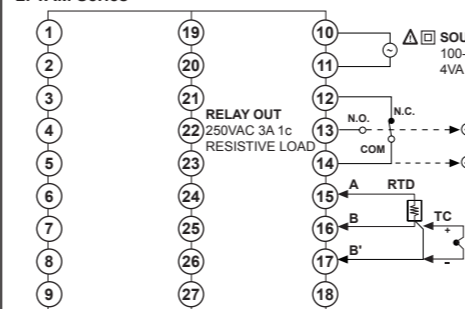 1 19 10
2 20 11
3 21 12
4 22 13
5 23 14
6 24 15
7 25 16
8 26 17
9 27 18
100-
4VA
RELAY OUT
250VAC 3A 1c
RESISTIVE LOAD
N.O.
N.C.
COM
A
RTD
B
B'
TC
+
-
~